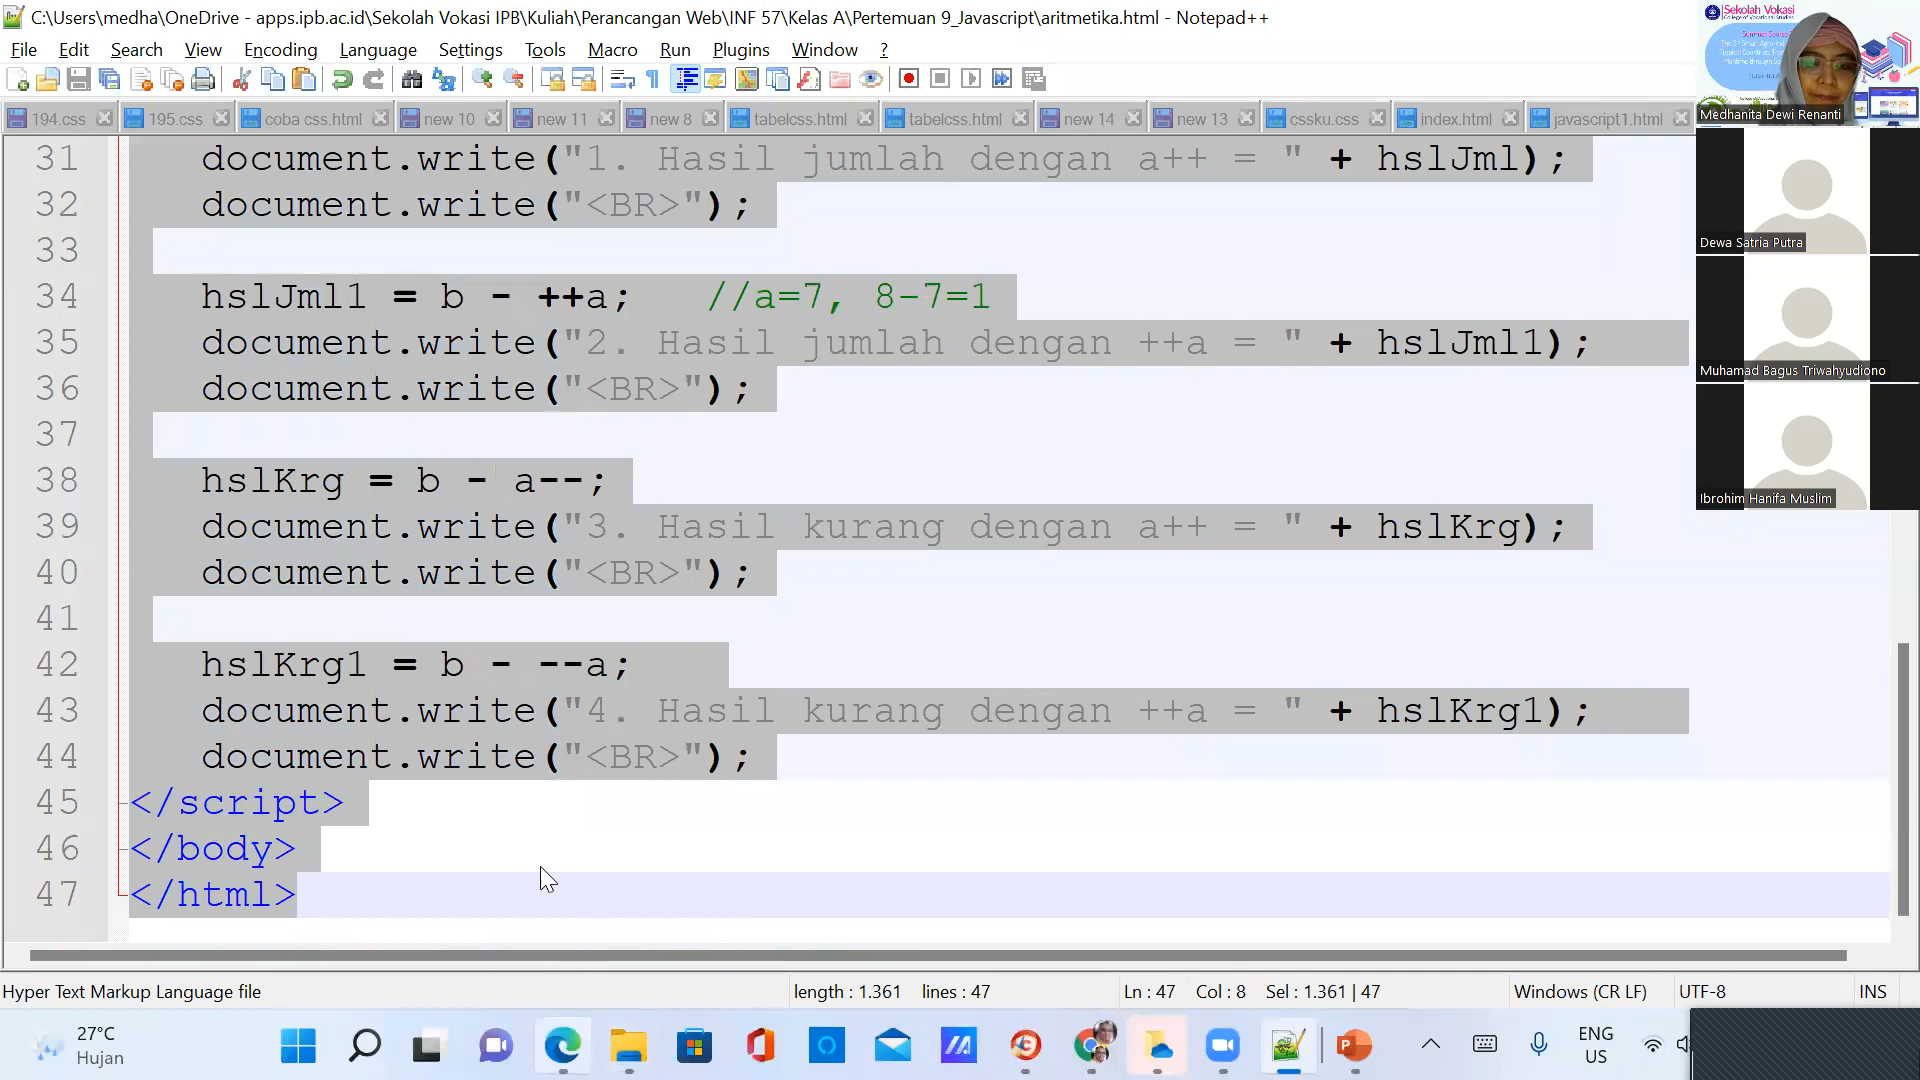 C:\Users\medha\OneDrive - apps.ipb.ac.id\Sekolah Vokasi IPB\Kuliah\Perancangan Web\INF 57\Kelas A\Pertemuan 9_Javascript\aritmetika.html - Notepad++
File Edit Search View Encoding Language Settings Tools Macro Run Plugins Window ?
194.css 195.css coba css.html new 10 new 11 new 8 tabelcss.html tabelcss.html new 14 new 13 cssku.css index.html javascript1.html
31 document.write("1. Hasil jumlah dengan a++ = " + hslJml);
32 document.write("<BR>");
33
34 hslJml1 = b - ++a; //a=7, 8-7=1
35 document.write("2. Hasil jumlah dengan ++a = " + hslJml1);
36 document.write("<BR>");
37
38 hslKrg = b - a--;
39 document.write("3. Hasil kurang dengan a++ = " + hslKrg);
40 document.write("<BR>");
41
42 hslKrg1 = b - --a;
43 document.write("4. Hasil kurang dengan ++a = " + hslKrg1);
44 document.write("<BR>");
45 </script>
46 </body>
47 </html>
Hyper Text Markup Language file length : 1.361 lines : 47 Ln : 47 Col : 8 Sel : 1.361 | 47 Windows (CR LF) UTF-8 INS
27°C
Hujan
ENG
US
Sekolah Vokasi
College of Vocational Studies
Medhanita Dewi Renanti
Dewa Satria Putra
Muhamad Bagus Triwahyudiono
Ibrohim Hanifa Muslim